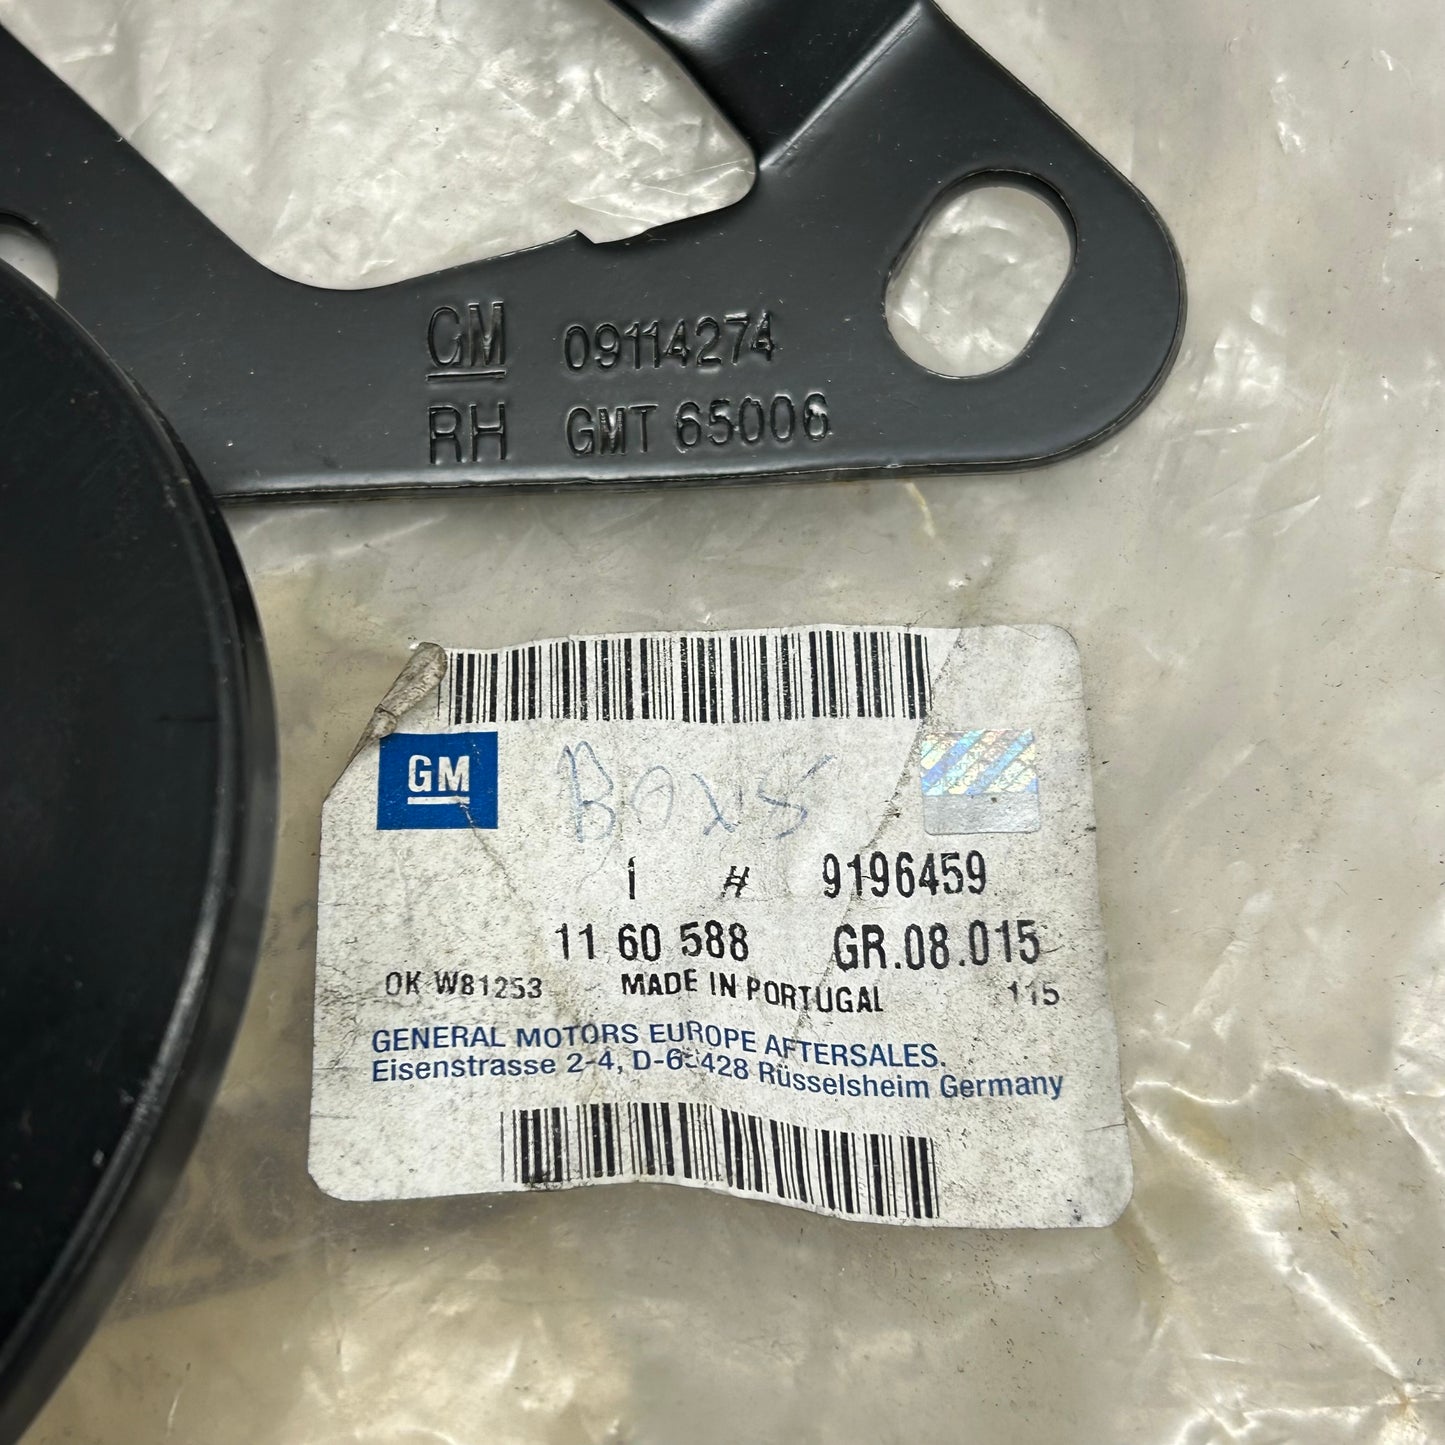 GM 09114274
RH GMT 65006
GM
1 # 9196459
11 60 588 GR.08.015
OK W81253 MADE IN PORTUGAL 115
GENERAL MOTORS EUROPE AFTERSALES.
Eisenstrasse 2-4, Rüsselsheim Germany